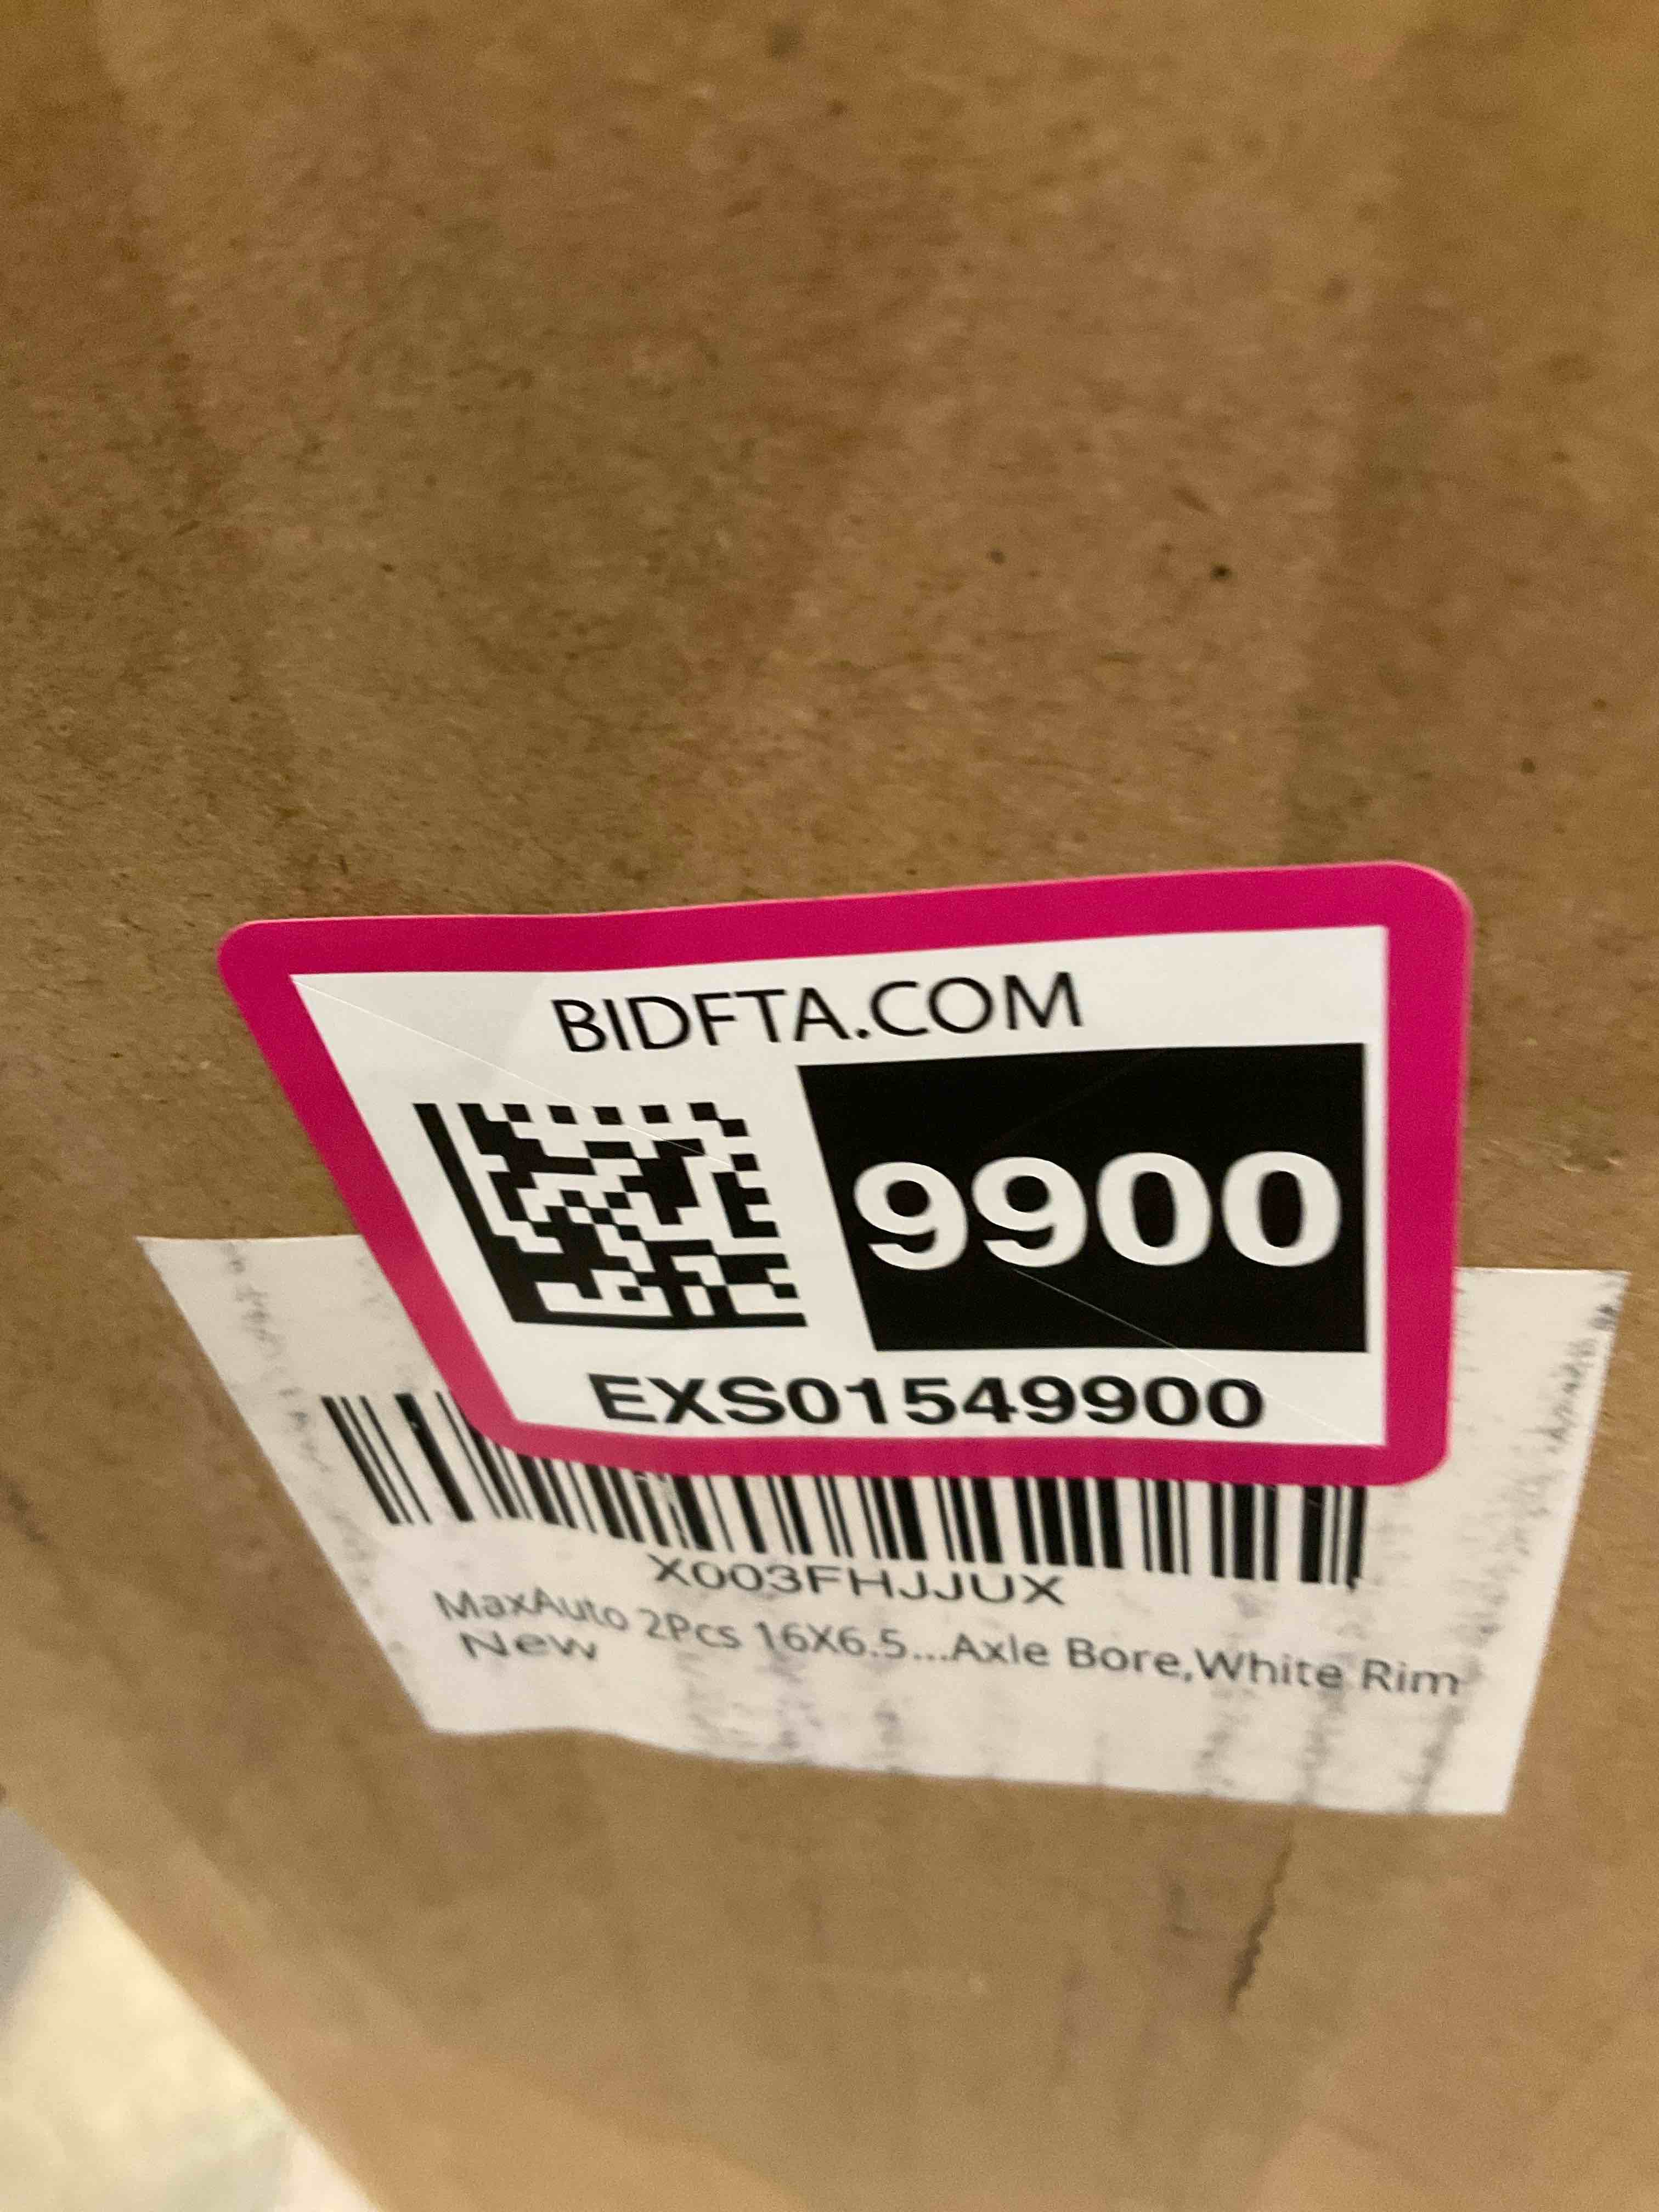 BIDFTA.COM
9900
EXS01549900
X003FHJJUX
MaxAuto 2Pcs 16X6.5...Axle Bore,White Rim
New